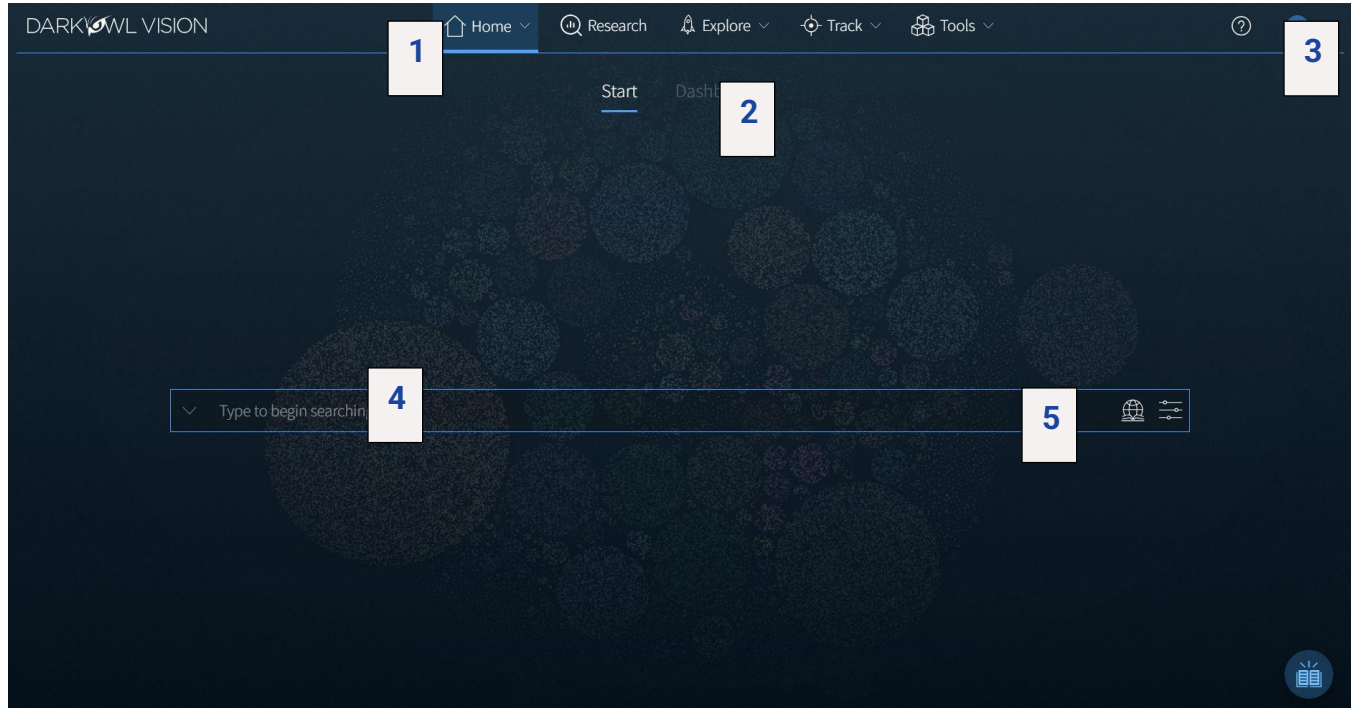 DARKOWL VISION
1
Home
Research
Explore
Track
Tools
3
Start
2
4
Type to begin searching
5